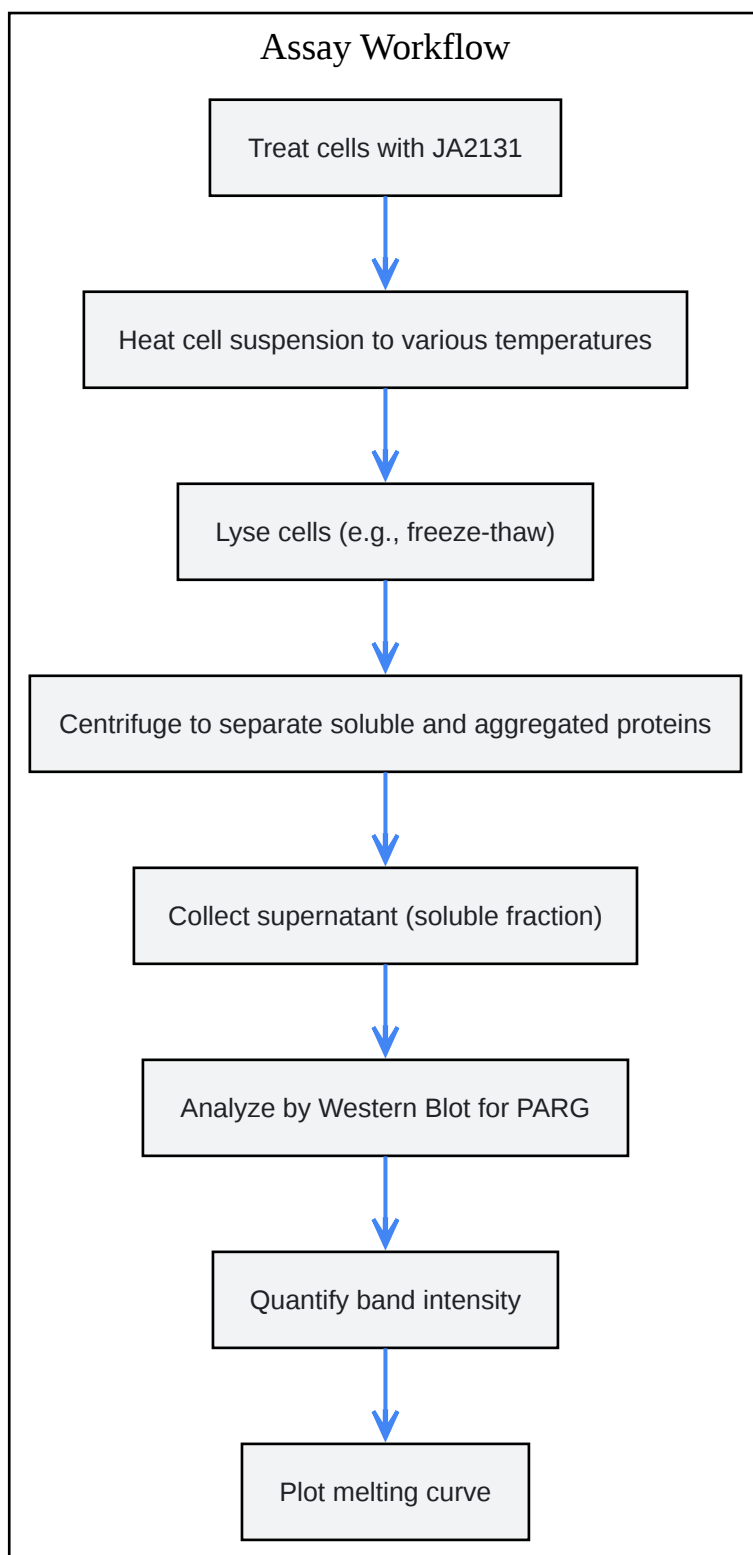 Assay Workflow
Treat cells with JA2131
Heat cell suspension to various temperatures
Lyse cells (e.g., freeze-thaw)
Centrifuge to separate soluble and aggregated proteins
Collect supernatant (soluble fraction)
Analyze by Western Blot for PARG
Quantify band intensity
Plot melting curve